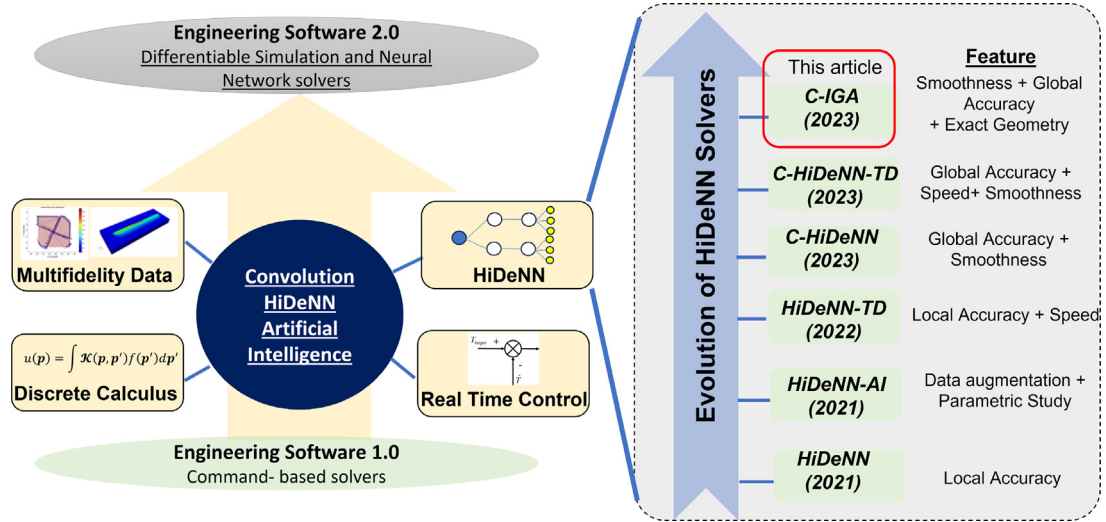 Engineering Software 2.0
Differentiable Simulation and Neural
Network solvers
Multifidelity Data
u(𝒑) = ∫ 𝓚(𝒑, 𝒑′)f(𝒑′)d𝒑′
Discrete Calculus
Convolution
HiDeNN
Artificial
Intelligence
HiDeNN
T_target
+
-
T̂
Real Time Control
Engineering Software 1.0
Command- based solvers
Evolution of HiDeNN Solvers
Feature
This article
C-IGA
(2023)
Smoothness + Global
Accuracy
+ Exact Geometry
C-HiDeNN-TD
(2023)
Global Accuracy +
Speed+ Smoothness
C-HiDeNN
(2023)
Global Accuracy +
Smoothness
HiDeNN-TD
(2022)
Local Accuracy + Speed
HiDeNN-AI
(2021)
Data augmentation +
Parametric Study
HiDeNN
(2021)
Local Accuracy